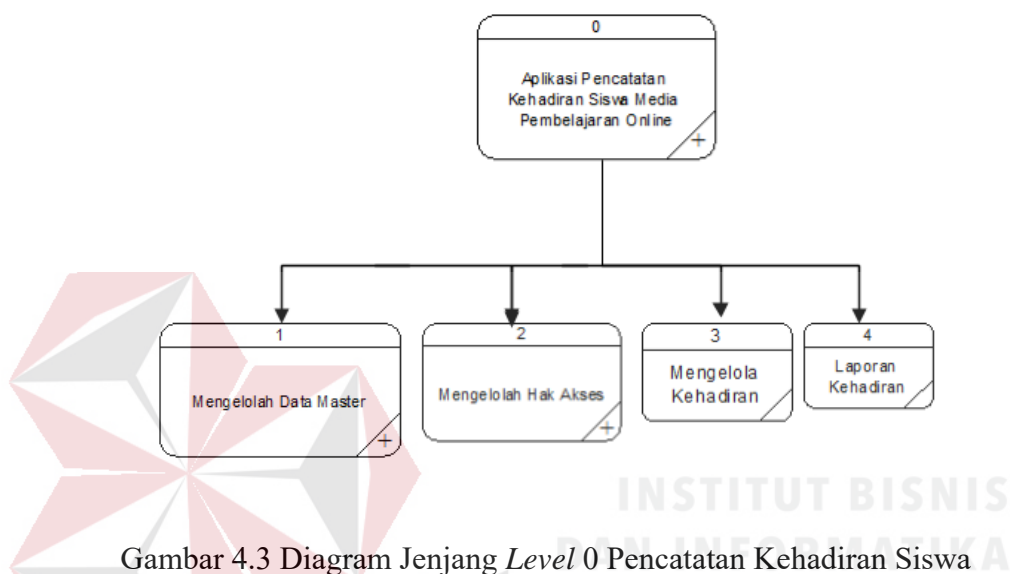 0
Aplikasi Pencatatan
Kehadiran Siswa Media
Pembelajaran Online
+
1
Mengelolah Data Master
+
2
Mengelolah Hak Akses
+
3
Mengelola
Kehadiran
4
Laporan
Kehadiran
INSTITUT BISNIS
DAN INFORMATIKA
Gambar 4.3 Diagram Jenjang Level 0 Pencatatan Kehadiran Siswa